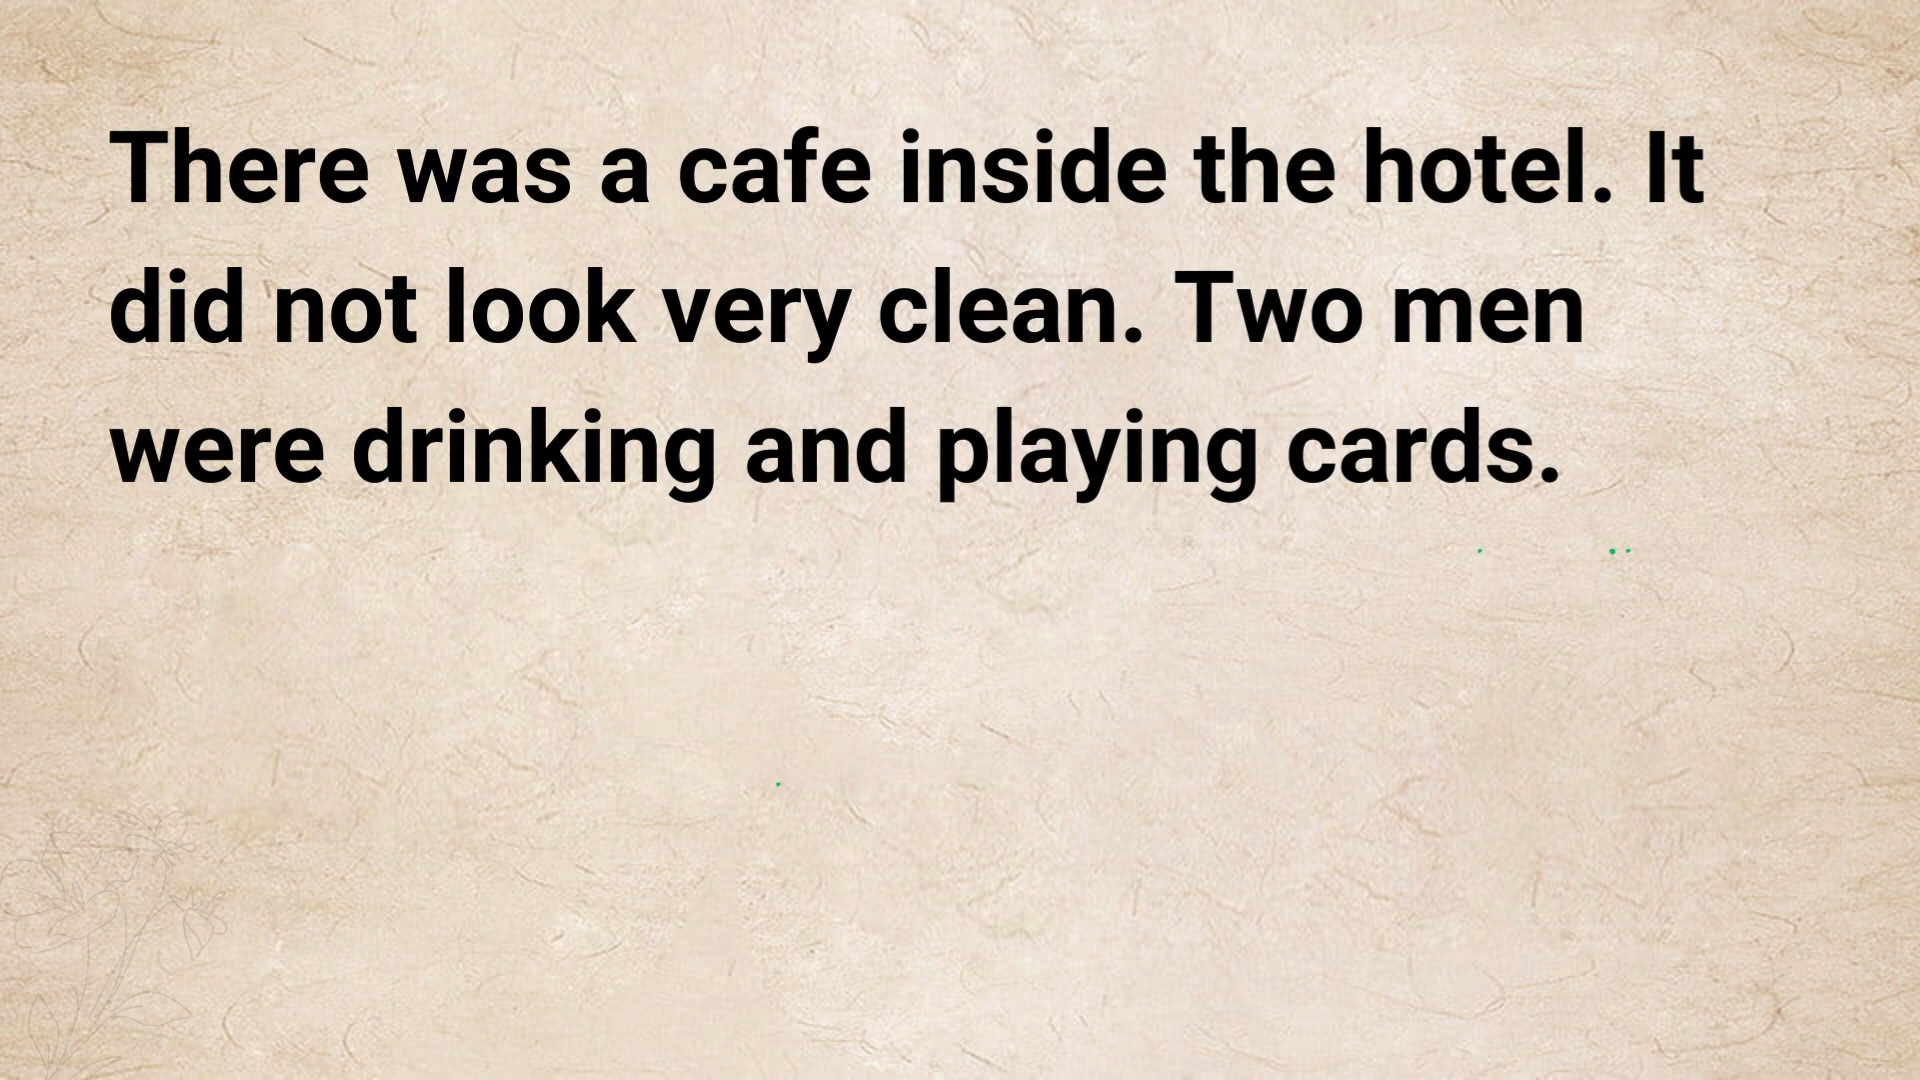 There was a cafe inside the hotel. It
did not look very clean. Two men
were drinking and playing cards.